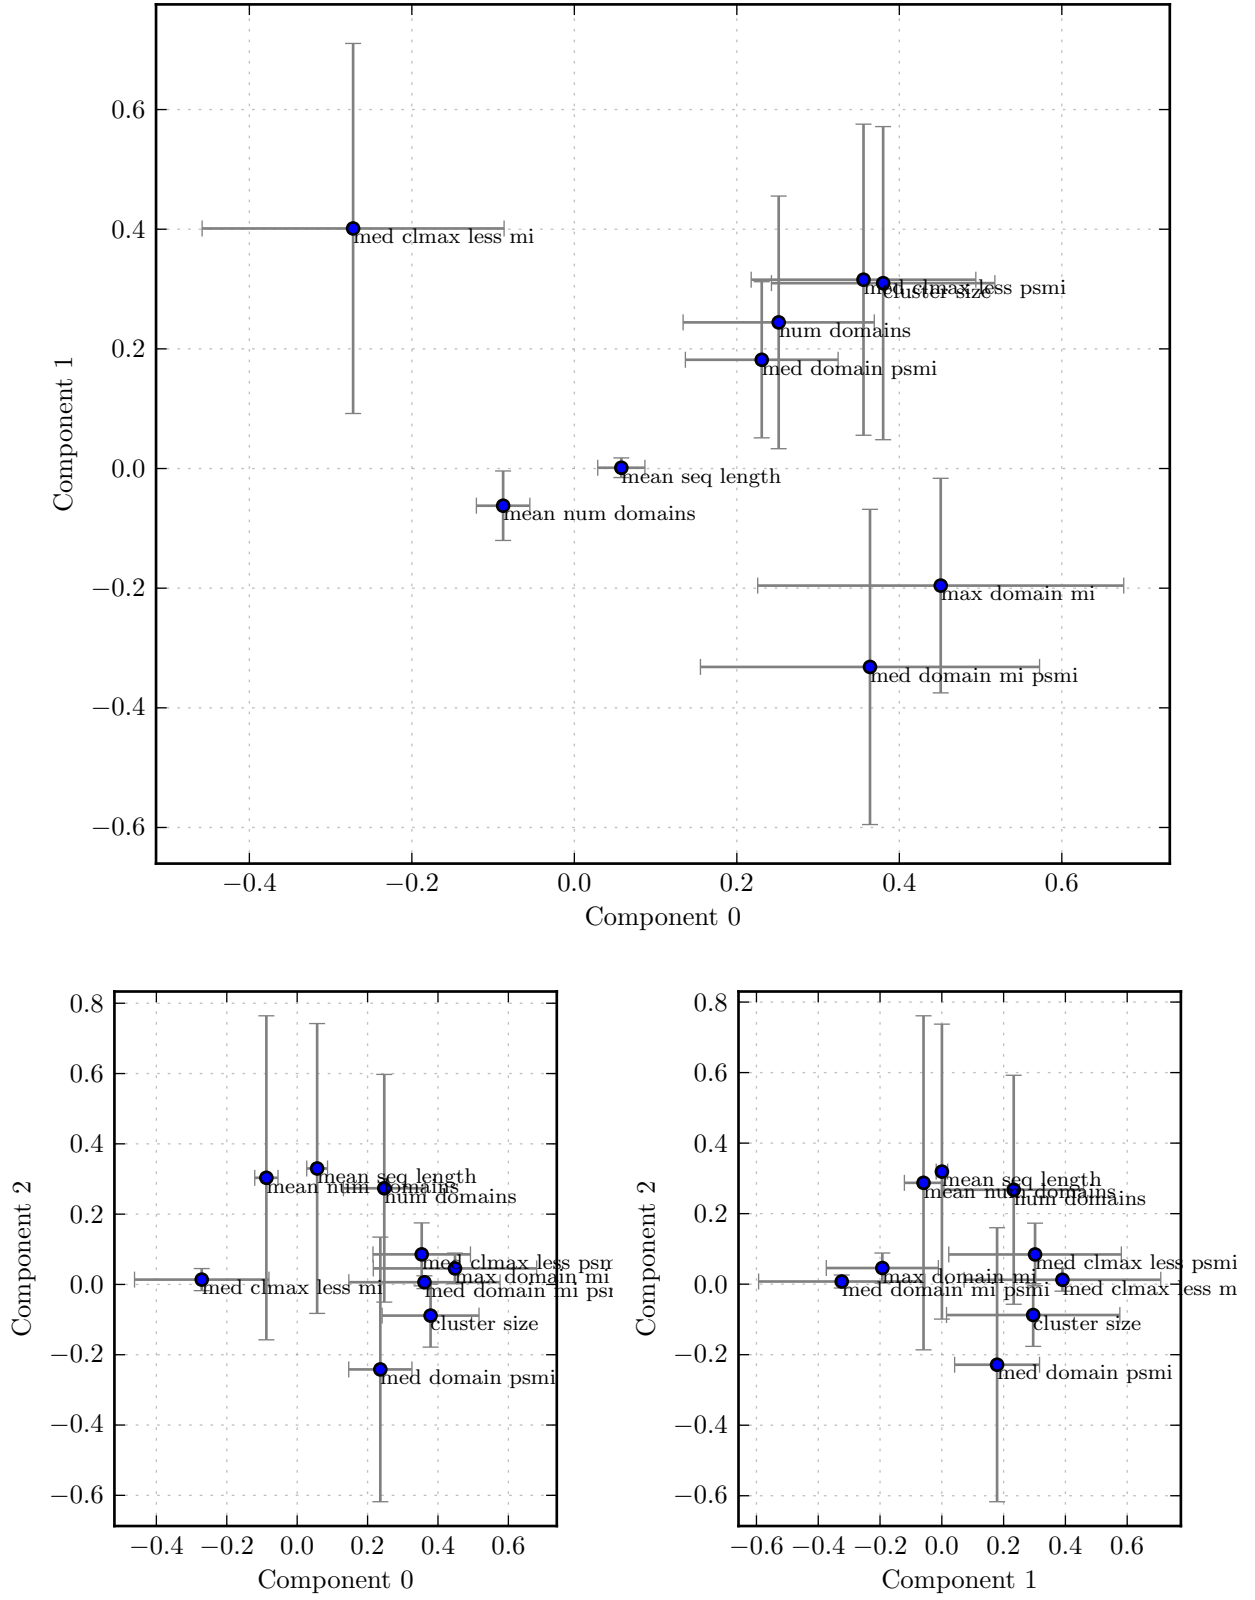 0.6
0.4
med clmax less mi
med clmax less psmi
cluster size
num domains
0.2
med domain psmi
Component 1
0.0
mean seq length
mean num domains
−0.2
max domain mi
med domain mi psmi
−0.4
−0.6
−0.4 −0.2 0.0 0.2 0.4 0.6
Component 0
0.8
0.6
0.4
mean seq length
mean num domains
num domains
0.2
Component 2
med clmax less psm
max domain mi
0.0
med clmax less mi
med domain mi psi
cluster size
−0.2
med domain psmi
−0.4
−0.6
−0.4 −0.2 0.0 0.2 0.4 0.6
Component 0
0.8
0.6
0.4
mean seq length
mean num domains
num domains
0.2
Component 2
med clmax less psmi
max domain mi
0.0
med domain mi psmi
med clmax less m
cluster size
−0.2
med domain psmi
−0.4
−0.6
−0.6 −0.4 −0.2 0.0 0.2 0.4 0.6
Component 1